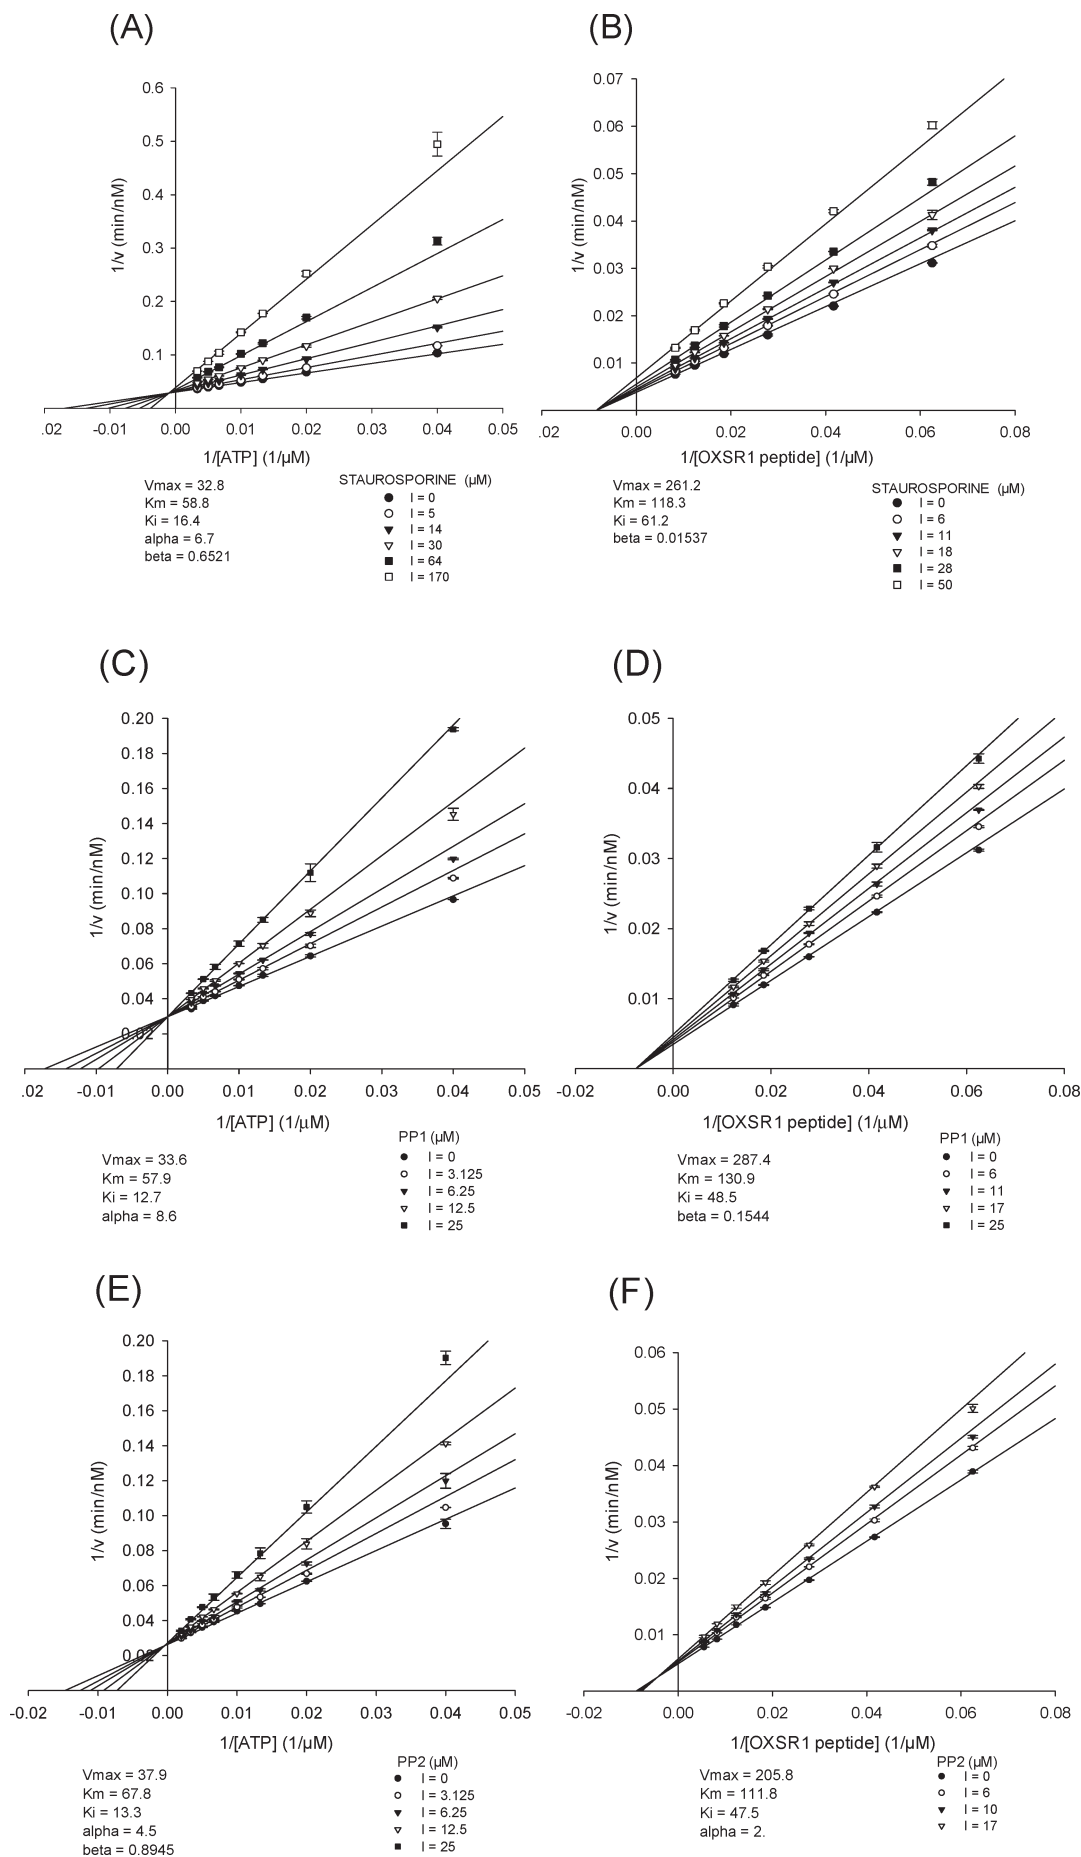 (A)
0.6
0.5
0.4
0.3
0.2
0.1
1/v (min/nM)
.02 -0.01 0.00 0.01 0.02 0.03 0.04 0.05
1/[ATP] (1/µM)
Vmax = 32.8
Km = 58.8
Ki = 16.4
alpha = 6.7
beta = 0.6521
STAUROSPORINE (µM)
I = 0
I = 5
I = 14
I = 30
I = 64
I = 170
(B)
0.07
0.06
0.05
0.04
0.03
0.02
0.01
1/v (min/nM)
.02 0.00 0.02 0.04 0.06 0.08
1/[OXSR1 peptide] (1/µM)
Vmax = 261.2
Km = 118.3
Ki = 61.2
beta = 0.01537
STAUROSPORINE (µM)
I = 0
I = 6
I = 11
I = 18
I = 28
I = 50
(C)
0.20
0.18
0.16
0.14
0.12
0.10
0.08
0.06
0.04
1/v (min/nM)
.02 -0.01 0.00 0.01 0.02 0.03 0.04 0.05
1/[ATP] (1/µM)
Vmax = 33.6
Km = 57.9
Ki = 12.7
alpha = 8.6
PP1 (µM)
I = 0
I = 3.125
I = 6.25
I = 12.5
I = 25
(D)
0.05
0.04
0.03
0.02
0.01
1/v (min/nM)
-0.02 0.00 0.02 0.04 0.06 0.08
1/[OXSR1 peptide] (1/µM)
Vmax = 287.4
Km = 130.9
Ki = 48.5
beta = 0.1544
PP1 (µM)
I = 0
I = 6
I = 11
I = 17
I = 25
(E)
0.20
0.18
0.16
0.14
0.12
0.10
0.08
0.06
0.04
1/v (min/nM)
-0.02 -0.01 0.00 0.01 0.02 0.03 0.04 0.05
1/[ATP] (1/µM)
Vmax = 37.9
Km = 67.8
Ki = 13.3
alpha = 4.5
beta = 0.8945
PP2 (µM)
I = 0
I = 3.125
I = 6.25
I = 12.5
I = 25
(F)
0.06
0.05
0.04
0.03
0.02
0.01
1/v (min/nM)
-0.02 0.00 0.02 0.04 0.06 0.08
1/[OXSR1 peptide] (1/µM)
Vmax = 205.8
Km = 111.8
Ki = 47.5
alpha = 2.
PP2 (µM)
I = 0
I = 6
I = 10
I = 17